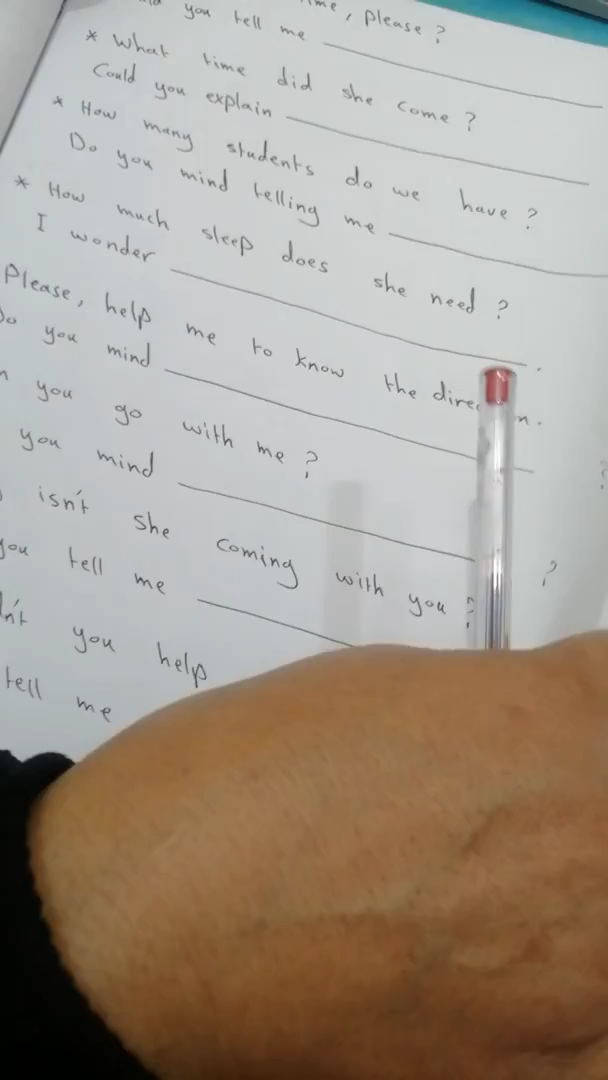 me, please?
you tell me
* What time did she come?
Could you explain
* How many students do we have?
Do you mind telling me
* How much sleep does she need?
I wonder .
Please, help me to know the
you mind ?
you go with me?
you mind ?
isn't she coming with you?
you tell me
you help
tell me